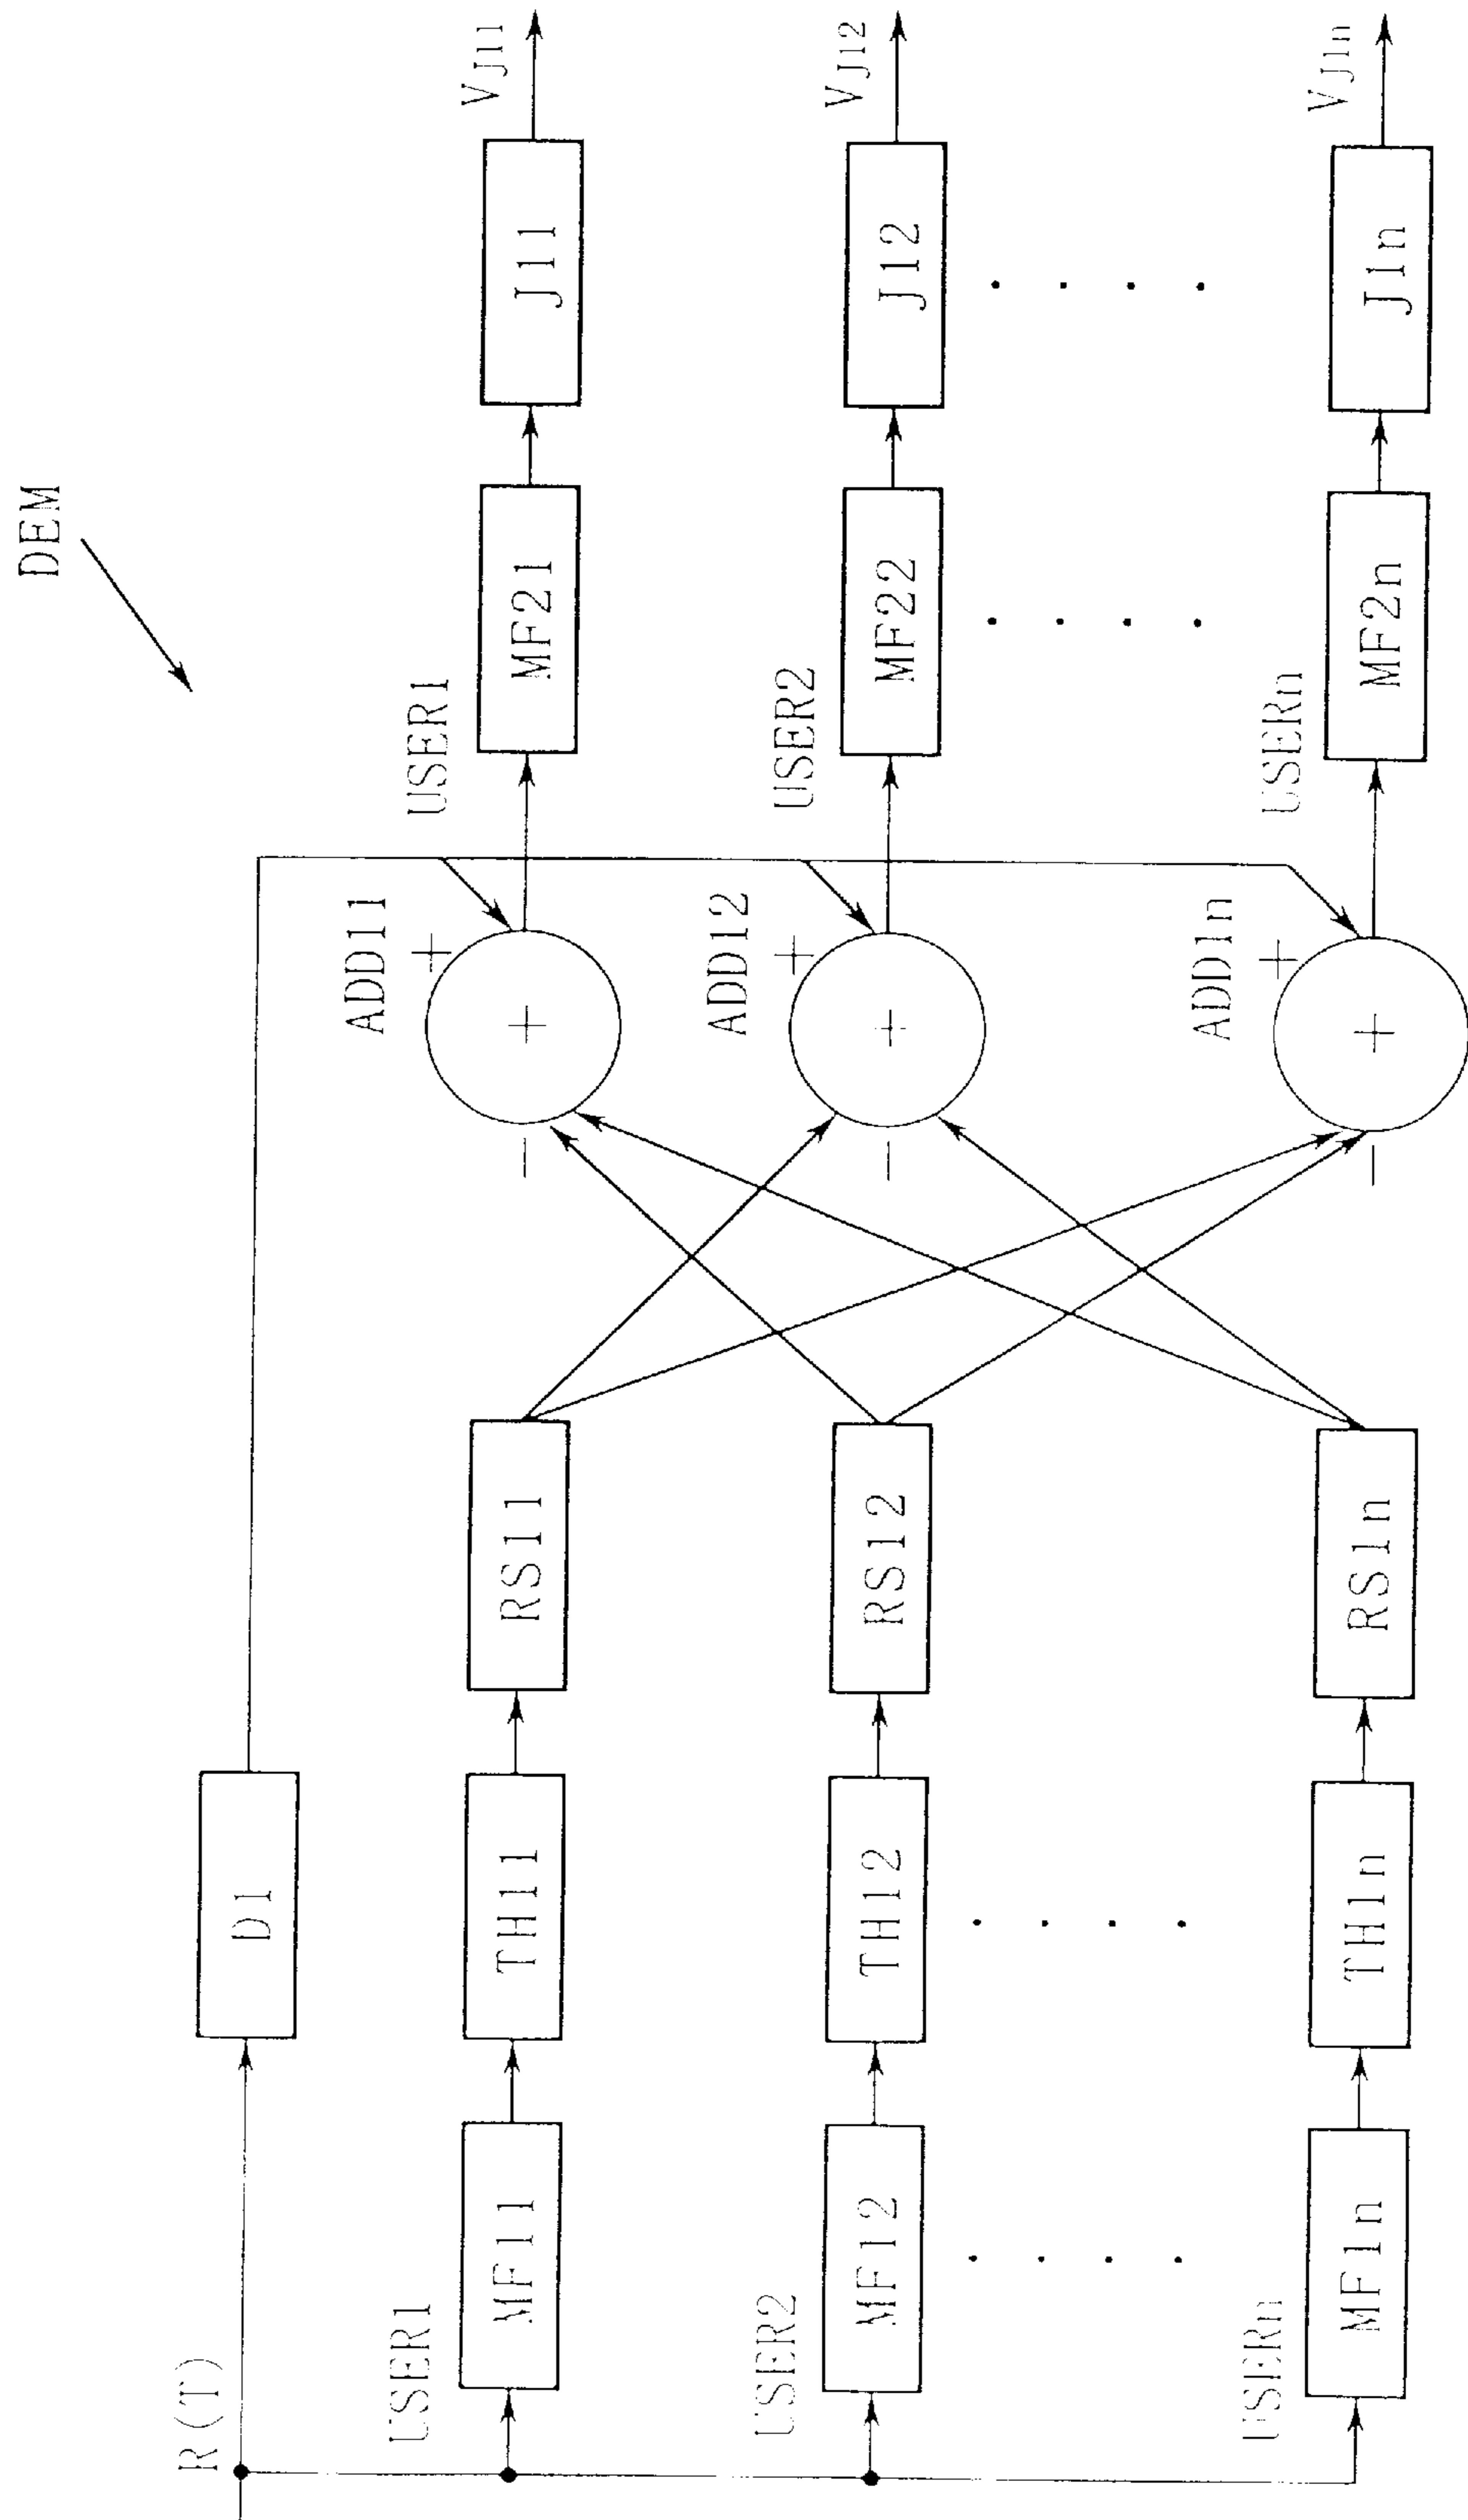 DEM
R(T)
D1
USER1
MF11
TH11
RS11
ADD11
+
−
+
USER1
MF21
J11
VJ11
USER2
MF12
TH12
RS12
ADD12
+
−
+
USER2
MF22
J12
VJ12
USERn
MF1n
TH1n
RS1n
ADD1n
+
−
+
USERn
MF2n
J1n
VJ1n